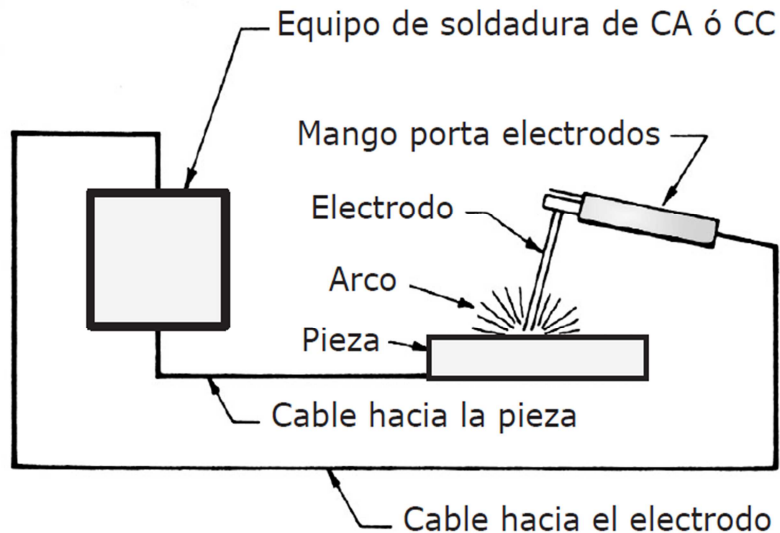 Equipo de soldadura de CA ó CC
Mango porta electrodos
Electrodo
Arco
Pieza
Cable hacia la pieza
Cable hacia el electrodo